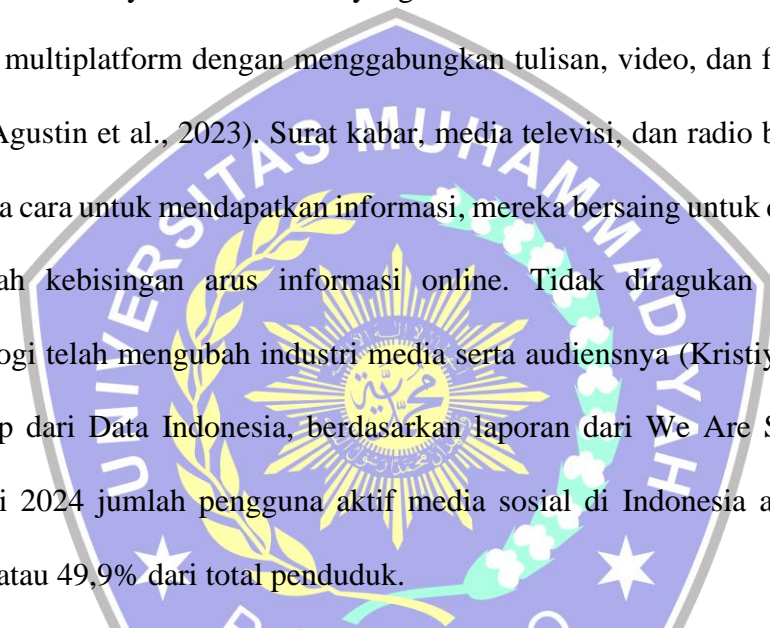 multiplatform dengan menggabungkan tulisan, video, dan f
Agustin et al., 2023). Surat kabar, media televisi, dan radio b
a cara untuk mendapatkan informasi, mereka bersaing untuk
ah kebisingan arus informasi online. Tidak diragukan
ogi telah mengubah industri media serta audiensnya (Kristiy
p dari Data Indonesia, berdasarkan laporan dari We Are S
i 2024 jumlah pengguna aktif media sosial di Indonesia a
atau 49,9% dari total penduduk.
UNIVERSITAS MUHAMMADIYAH